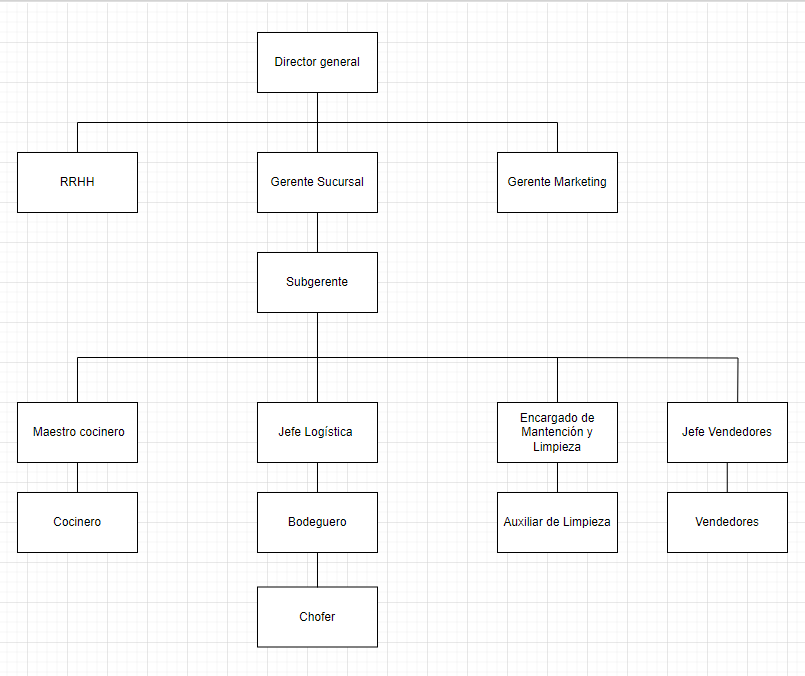 Director general
RRHH
Gerente Sucursal
Gerente Marketing
Subgerente
Maestro cocinero
Jefe Logística
Encargado de
Mantención y
Limpieza
Jefe Vendedores
Cocinero
Bodeguero
Auxiliar de Limpieza
Vendedores
Chofer